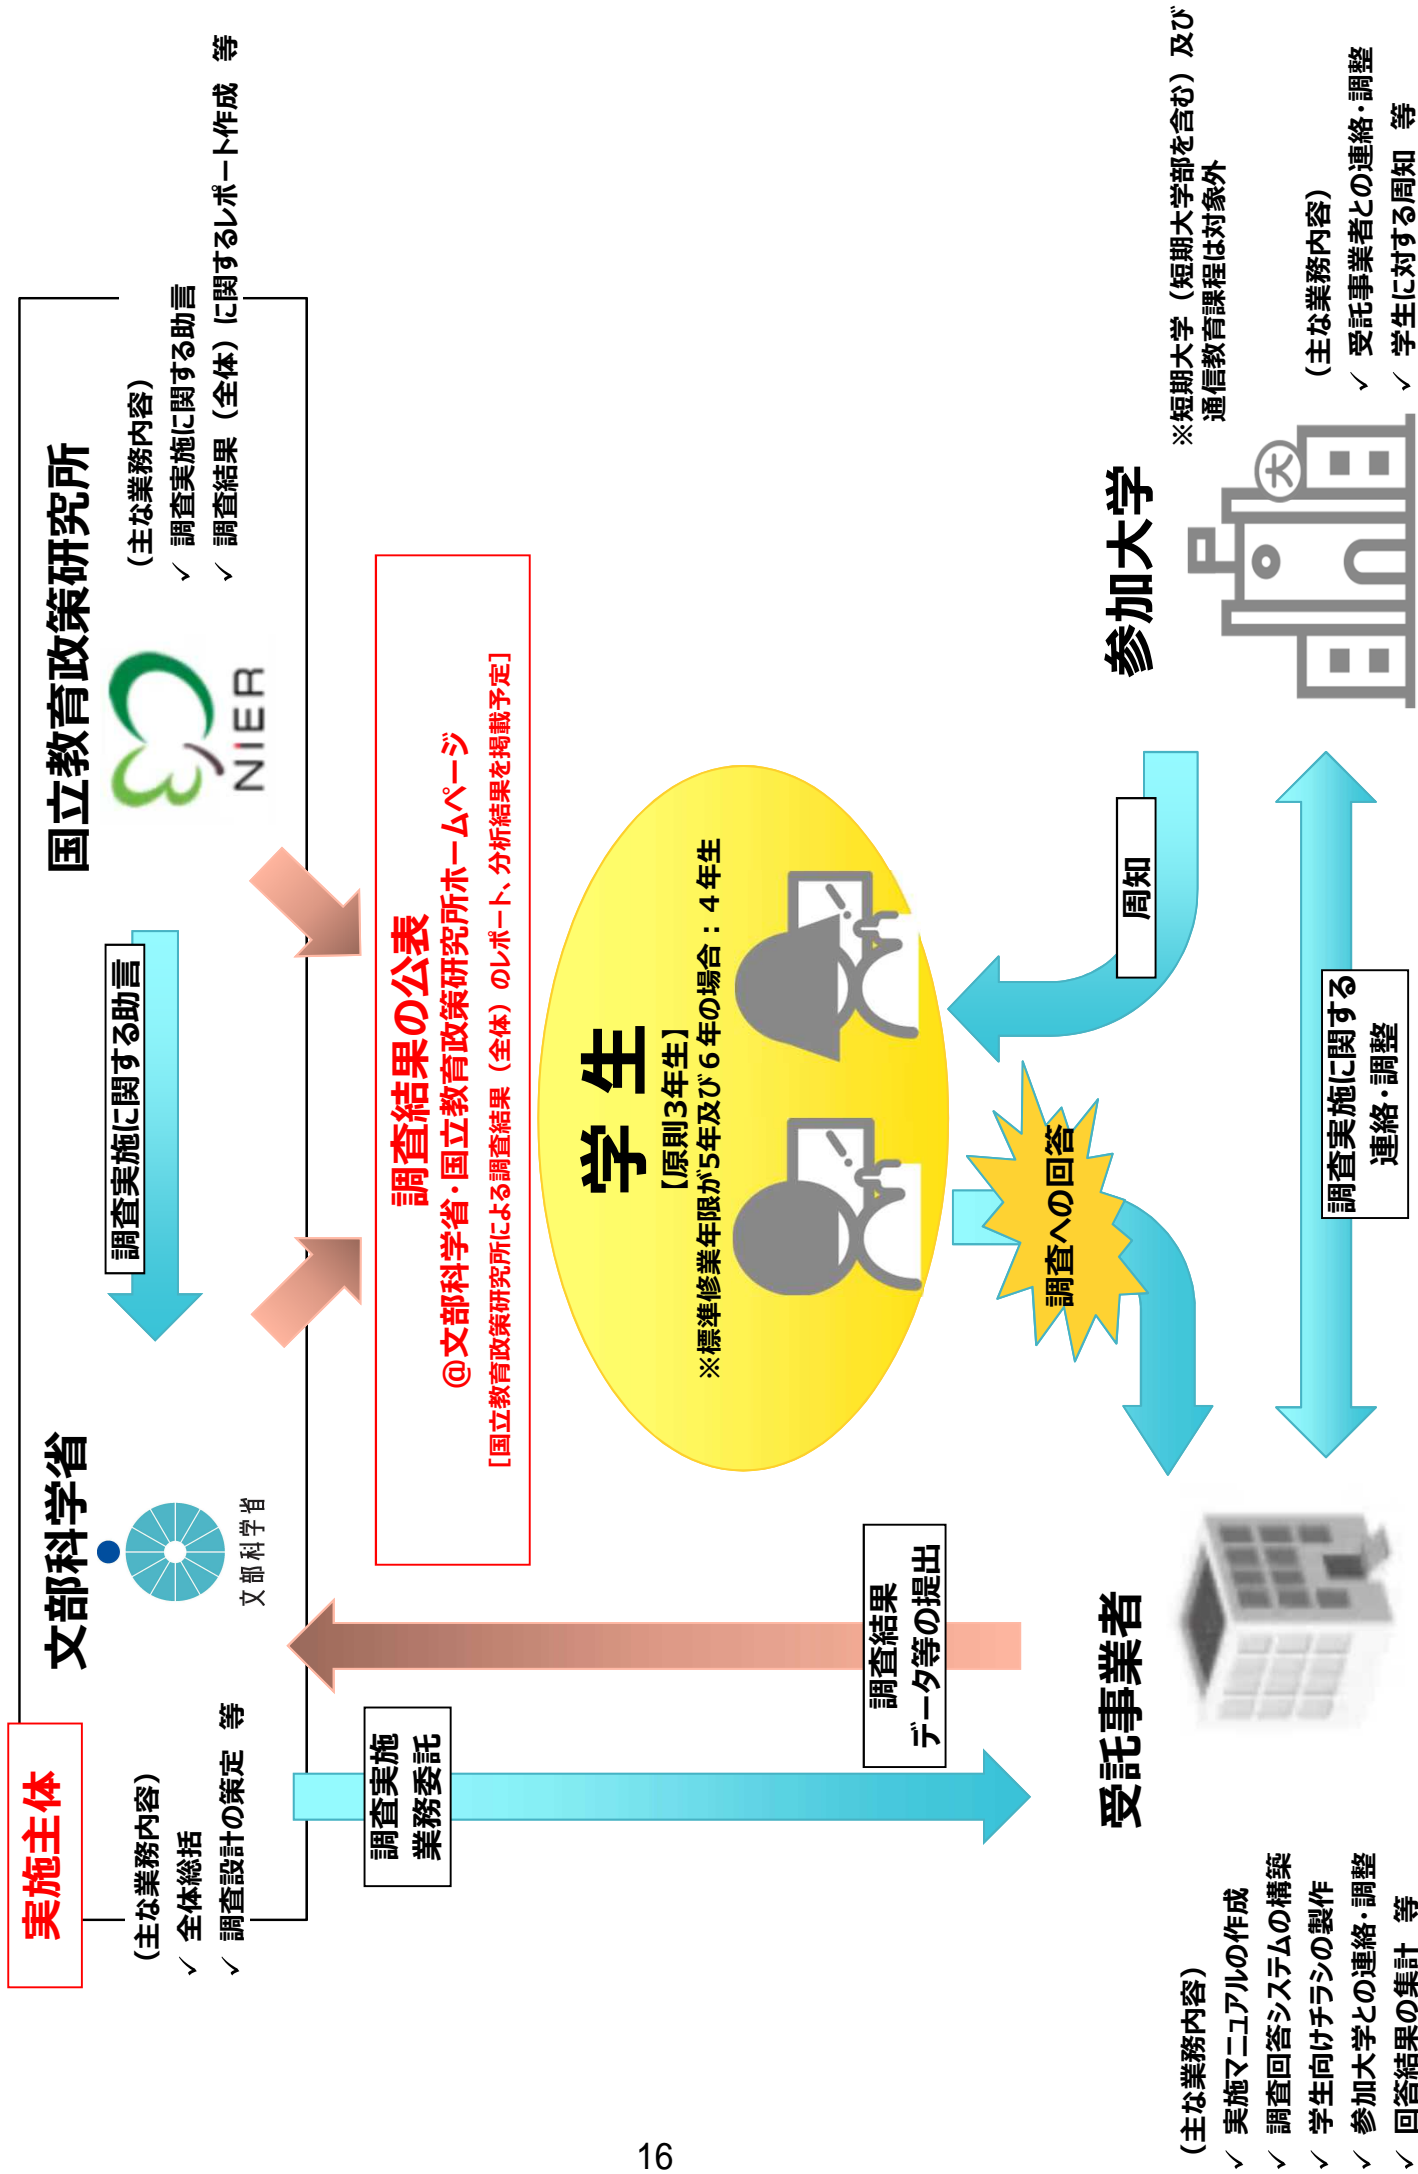 実施主体
文部科学省
文部科学省
（主な業務内容）
✓ 全体総括
✓ 調査設計の策定　等
調査実施に関する助言
国立教育政策研究所
NIER
（主な業務内容）
✓ 調査実施に関する助言
✓ 調査結果（全体）に関するレポート作成　等
調査結果の公表
@文部科学省・国立教育政策研究所ホームページ
[国立教育政策研究所による調査結果（全体）のレポート、分析結果を掲載予定]
調査実施
業務委託
調査結果
データ等の提出
学 生
【原則3年生】
※標準修業年限が5年及び６年の場合：４年生
調査への回答
周知
受託事業者
（主な業務内容）
✓ 実施マニュアルの作成
✓ 調査回答システムの構築
✓ 学生向けチラシの製作
✓ 参加大学との連絡・調整
✓ 回答結果の集計　等
調査実施に関する
連絡・調整
参加大学
大
※短期大学（短期大学部を含む）及び
通信教育課程は対象外
（主な業務内容）
✓ 受託事業者との連絡・調整
✓ 学生に対する周知　等
16